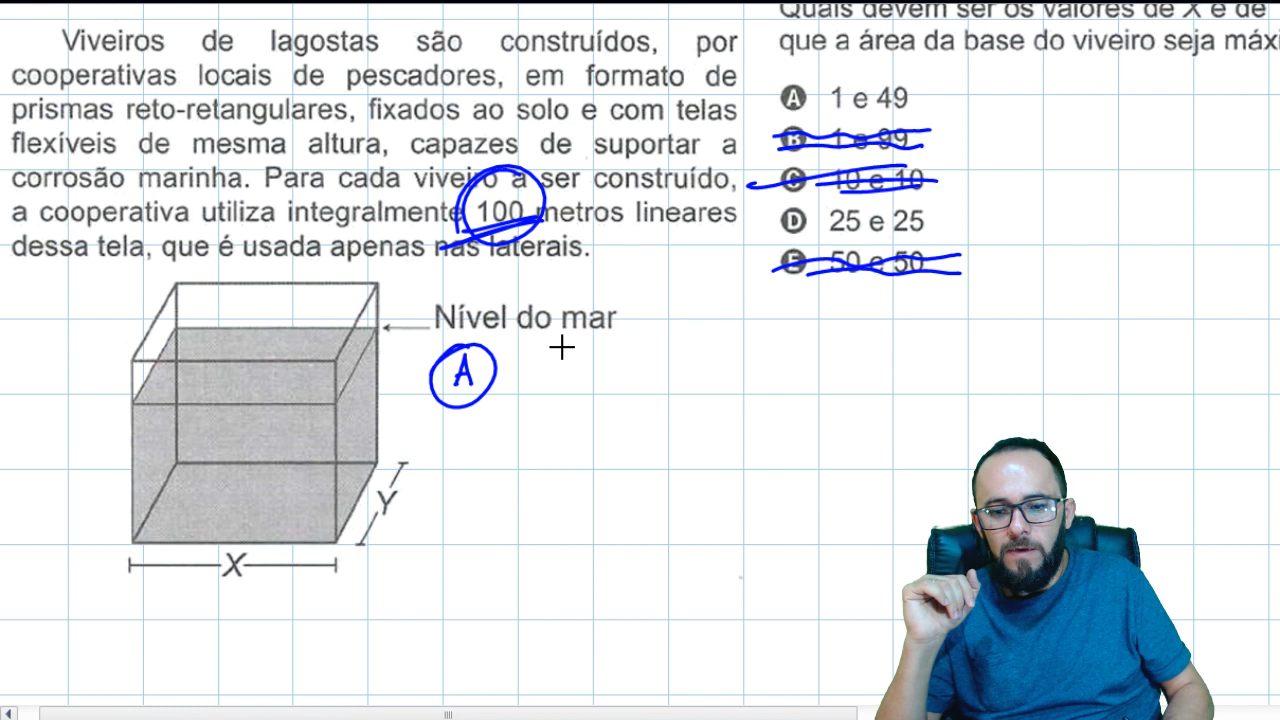 Viveiros de lagostas são construídos, por
cooperativas locais de pescadores, em formato de
prismas reto-retangulares, fixados ao solo e com telas
flexíveis de mesma altura, capazes de suportar a
corrosão marinha. Para cada viveiro a ser construído,
a cooperativa utiliza integralmente 100 metros lineares
dessa tela, que é usada apenas nas laterais.
Nível do mar
A
Y
X
Quais devem ser os valores de X e de
que a área da base do viveiro seja máxi
A 1 e 49
B 1 e 99
C 10 e 10
D 25 e 25
E 50 e 50